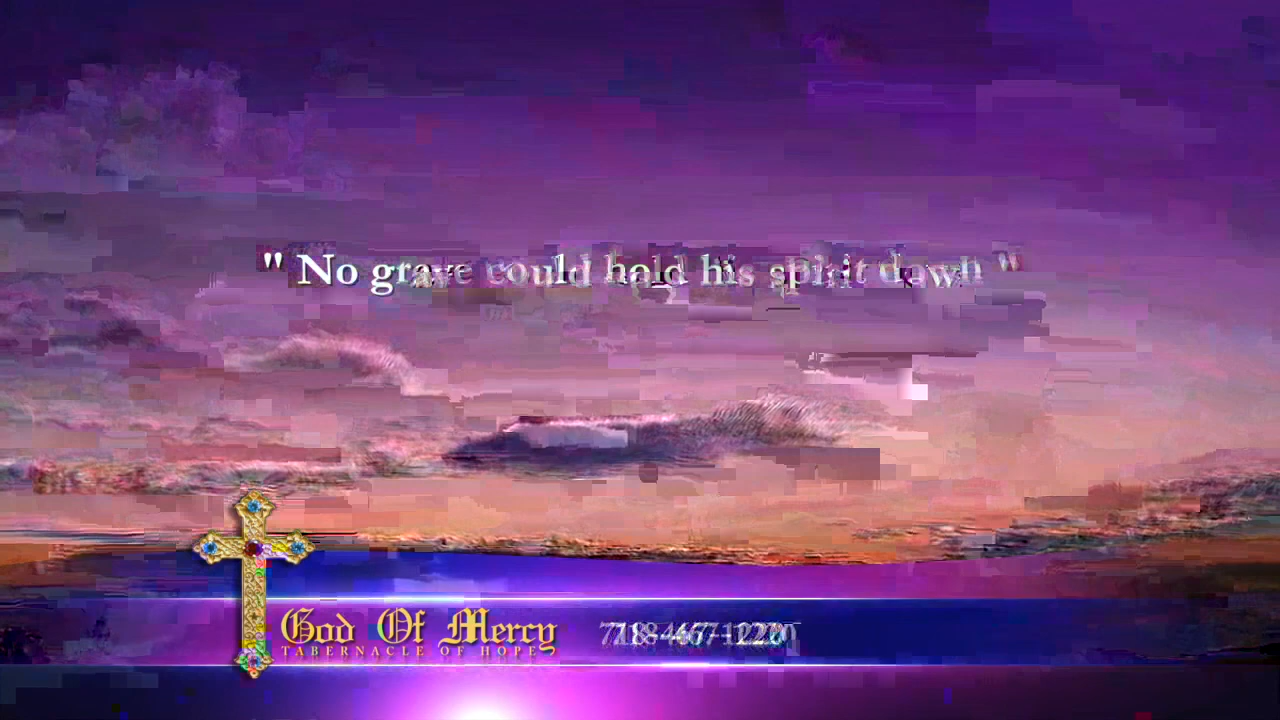 " No grave could hold his spirit down "
God Of Mercy
TABERNACLE OF HOPE